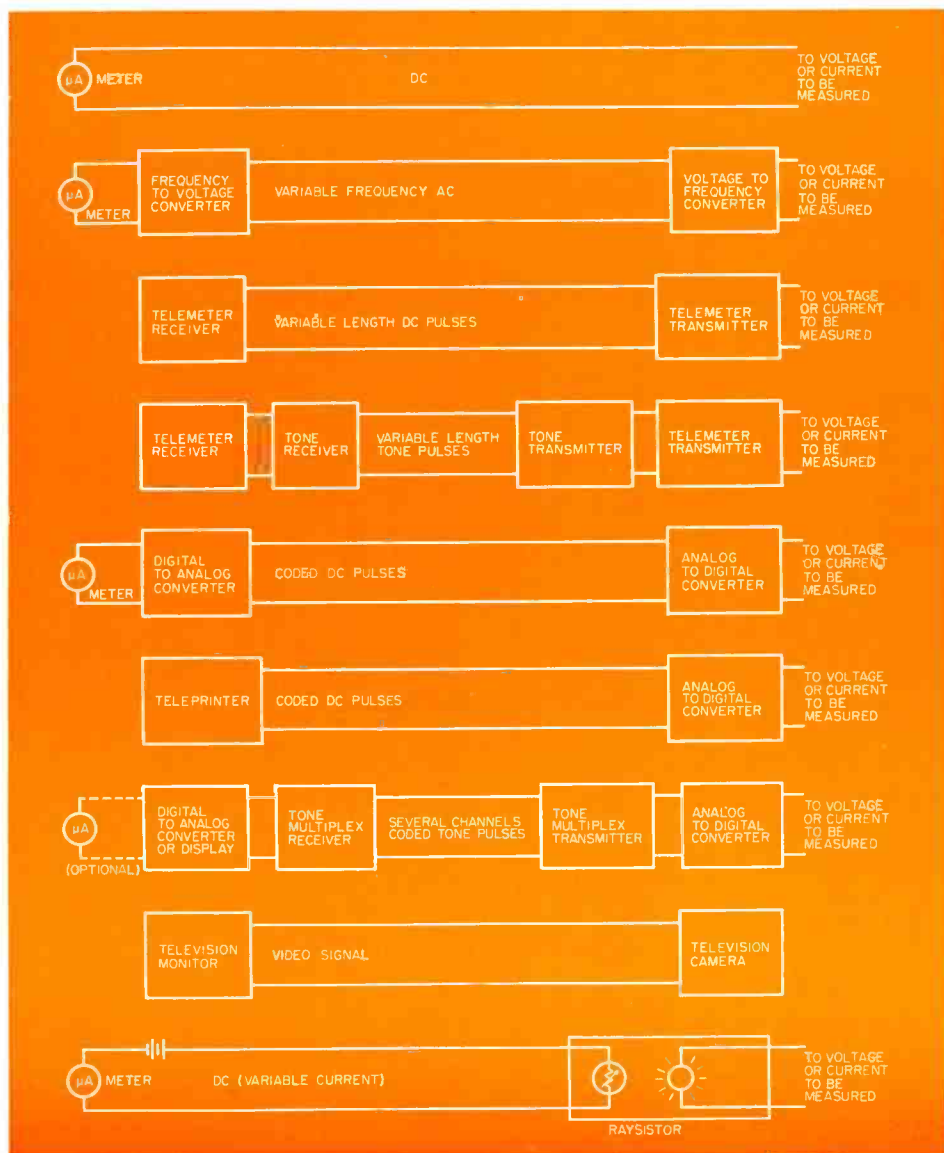 µA METER
DC
TO VOLTAGE
OR CURRENT
TO BE
MEASURED
µA
METER
FREQUENCY
TO VOLTAGE
CONVERTER
VARIABLE FREQUENCY AC
VOLTAGE TO
FREQUENCY
CONVERTER
TO VOLTAGE
OR CURRENT
TO BE
MEASURED
TELEMETER
RECEIVER
VARIABLE LENGTH DC PULSES
TELEMETER
TRANSMITTER
TO VOLTAGE
OR CURRENT
TO BE
MEASURED
TELEMETER
RECEIVER
TONE
RECEIVER
VARIABLE LENGTH
TONE PULSES
TONE
TRANSMITTER
TELEMETER
TRANSMITTER
TO VOLTAGE
OR CURRENT
TO BE
MEASURED
µA
METER
DIGITAL
TO ANALOG
CONVERTER
CODED DC PULSES
ANALOG
TO DIGITAL
CONVERTER
TO VOLTAGE
OR CURRENT
TO BE
MEASURED
TELEPRINTER
CODED DC PULSES
ANALOG
TO DIGITAL
CONVERTER
TO VOLTAGE
OR CURRENT
TO BE
MEASURED
µA
(OPTIONAL)
DIGITAL
TO ANALOG
CONVERTER
OR DISPLAY
TONE
MULTIPLEX
RECEIVER
SEVERAL CHANNELS
CODED TONE PULSES
TONE
MULTIPLEX
TRANSMITTER
ANALOG
TO DIGITAL
CONVERTER
TO VOLTAGE
OR CURRENT
TO BE
MEASURED
TELEVISION
MONITOR
VIDEO SIGNAL
TELEVISION
CAMERA
µA METER
DC (VARIABLE CURRENT)
RAYSISTOR
TO VOLTAGE
OR CURRENT
TO BE
MEASURED